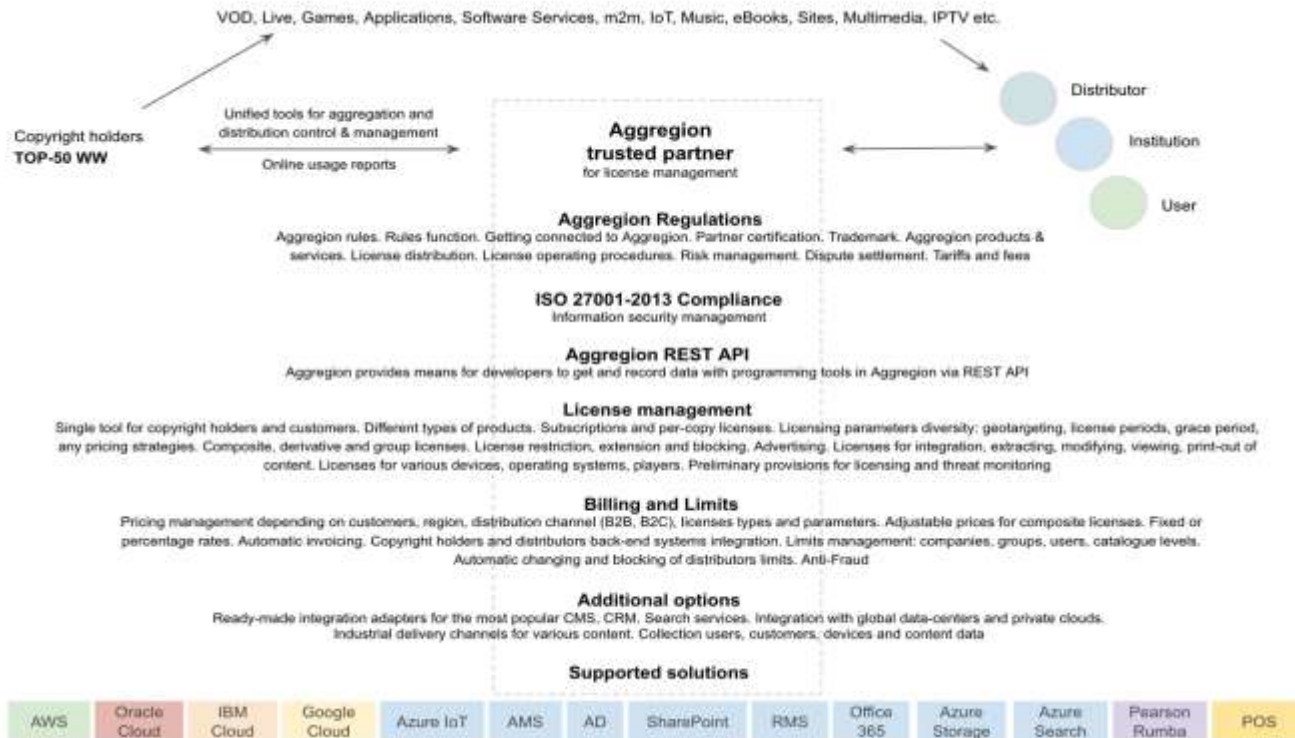 VOD, Live, Games, Applications, Software Services, m2m, IoT, Music, eBooks, Sites, Multimedia, IPTV etc.
Copyright holders
TOP-50 WW
Unified tools for aggregation and
distribution control & management
Online usage reports
Aggregion
trusted partner
for license management
Distributor
Institution
User
Aggregion Regulations
Aggregion rules. Rules function. Getting connected to Aggregion. Partner certification. Trademark. Aggregion products &
services. License distribution. License operating procedures. Risk management. Dispute settlement. Tariffs and fees
ISO 27001-2013 Compliance
Information security management
Aggregion REST API
Aggregion provides means for developers to get and record data with programming tools in Aggregion via REST API
License management
Single tool for copyright holders and customers. Different types of products. Subscriptions and per-copy licenses. Licensing parameters diversity: geotargeting, license periods, grace period,
any pricing strategies. Composite, derivative and group licenses. License restriction, extension and blocking. Advertising. Licenses for integration, extracting, modifying, viewing, print-out of
content. Licenses for various devices, operating systems, players. Preliminary provisions for licensing and threat monitoring
Billing and Limits
Pricing management depending on customers, region, distribution channel (B2B, B2C), licenses types and parameters. Adjustable prices for composite licenses. Fixed or
percentage rates. Automatic invoicing. Copyright holders and distributors back-end systems integration. Limits management: companies, groups, users, catalogue levels.
Automatic changing and blocking of distributors limits. Anti-Fraud
Additional options
Ready-made integration adapters for the most popular CMS, CRM. Search services. Integration with global data-centers and private clouds.
Industrial delivery channels for various content. Collection users, customers, devices and content data
Supported solutions
AWS
Oracle
Cloud
IBM
Cloud
Google
Cloud
Azure IoT
AMS
AD
SharePoint
RMS
Office
365
Azure
Storage
Azure
Search
Pearson
Rumba
POS